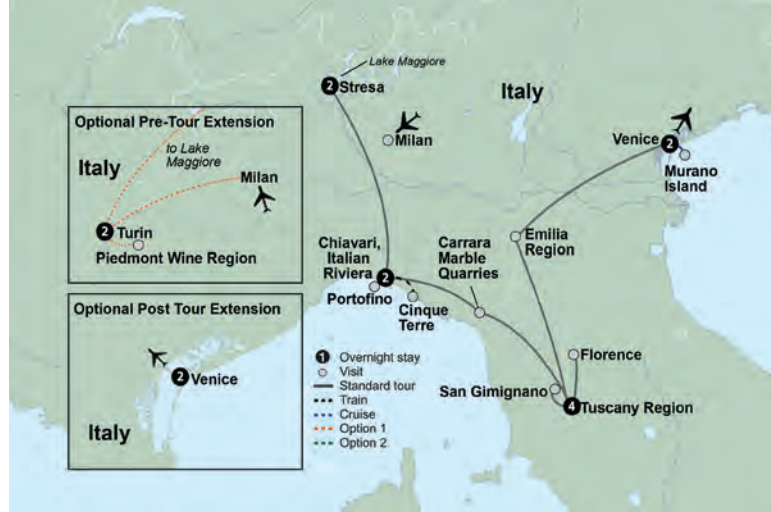 Lake Maggiore
2
Stresa
Italy
Milan
Venice
2
Murano
Island
Optional Pre-Tour Extension
Italy
to Lake
Maggiore
Milan
2
Turin
Piedmont Wine Region
Chiavari,
Italian
Riviera
2
Portofino
Cinque
Terre
Carrara
Marble
Quarries
Emilia
Region
Florence
San Gimignano
4
Tuscany Region
Optional Post Tour Extension
2
Venice
Italy
1 Overnight stay
Visit
Standard tour
Train
Cruise
Option 1
Option 2